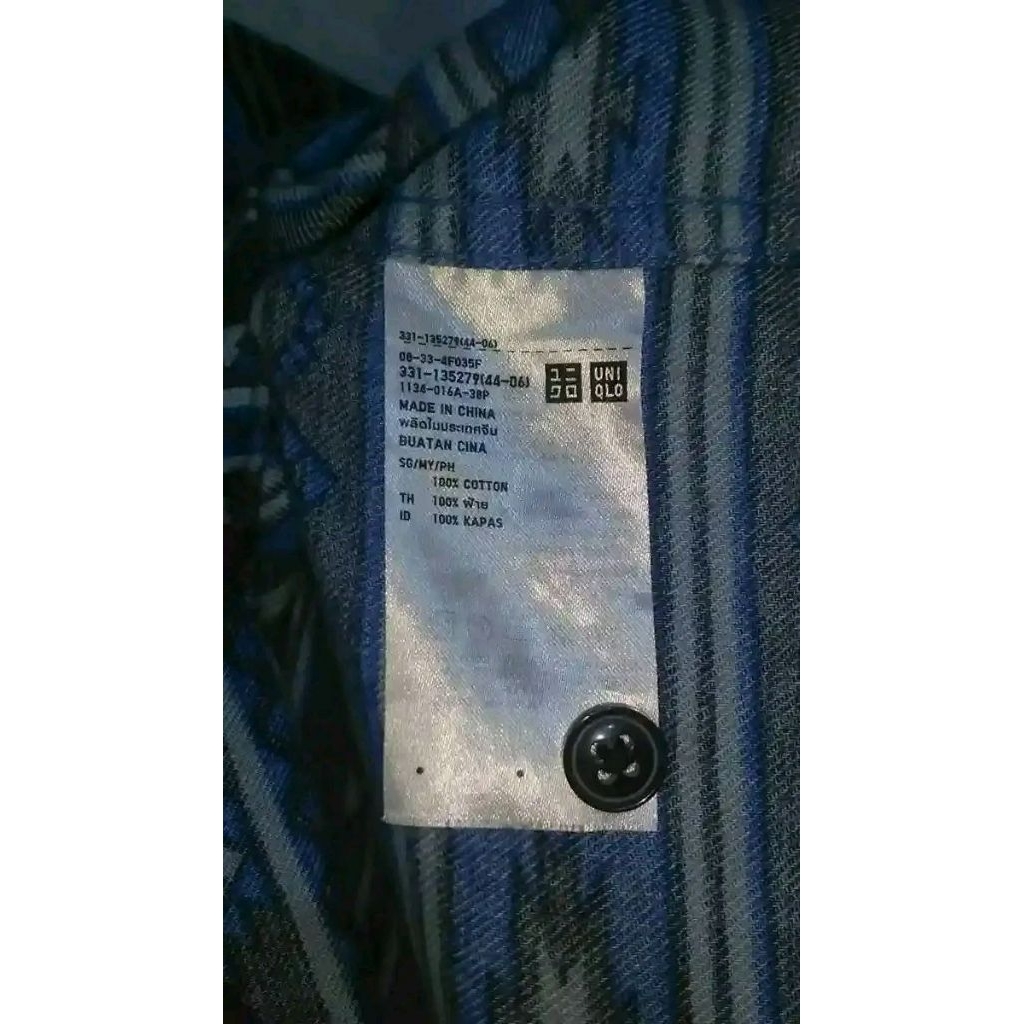 331-135279(44-06)
08-33-4F035F
331-135279(44-06)
1134-016A-38P
MADE IN CHINA
ผลิตในประเทศจีน
BUATAN CINA
ユニ
クロ
UNI
QLO
SG/MY/PH
100% COTTON
TH 100% ฝ้าย
ID 100% KAPAS